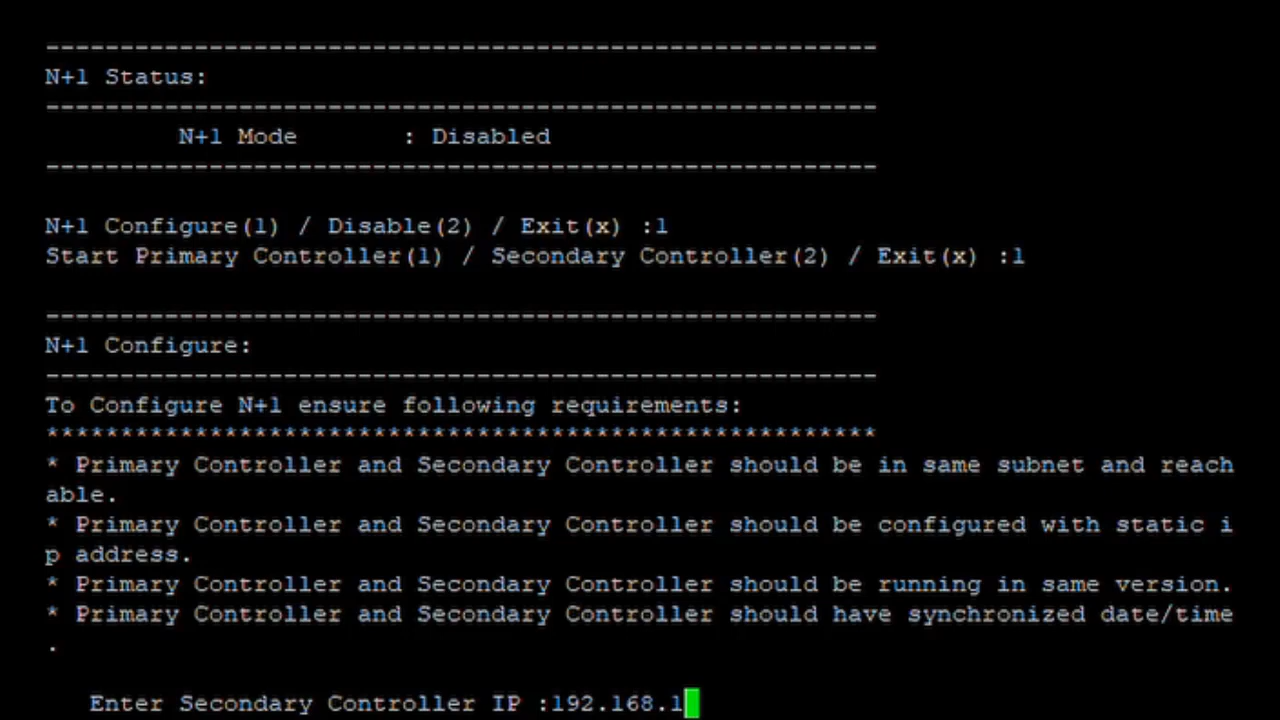 --------------------------------------------------------
N+1 Status:
--------------------------------------------------------
         N+1 Mode       : Disabled
--------------------------------------------------------
N+1 Configure(1) / Disable(2) / Exit(x) :1
Start Primary Controller(1) / Secondary Controller(2) / Exit(x) :1
--------------------------------------------------------
N+1 Configure:
--------------------------------------------------------
To Configure N+1 ensure following requirements:
********************************************************
* Primary Controller and Secondary Controller should be in same subnet and reach
able.
* Primary Controller and Secondary Controller should be configured with static i
p address.
* Primary Controller and Secondary Controller should be running in same version.
* Primary Controller and Secondary Controller should have synchronized date/time
.
   Enter Secondary Controller IP :192.168.1